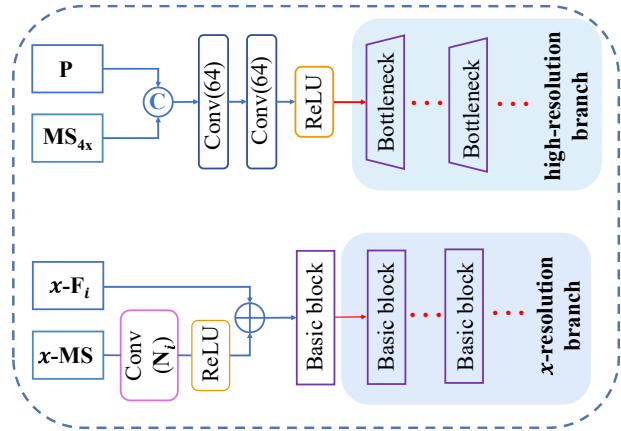 P
MS4x
C
Conv(64)
Conv(64)
ReLU
Bottleneck
Bottleneck
high-resolution
branch
x-Fi
x-MS
Conv
(Ni)
ReLU
Basic block
Basic block
Basic block
x-resolution
branch